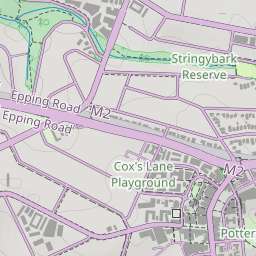 Stringybark
Reserve
Epping Road
M2
Epping Road
M2
Cox's Lane
Playground
Potter